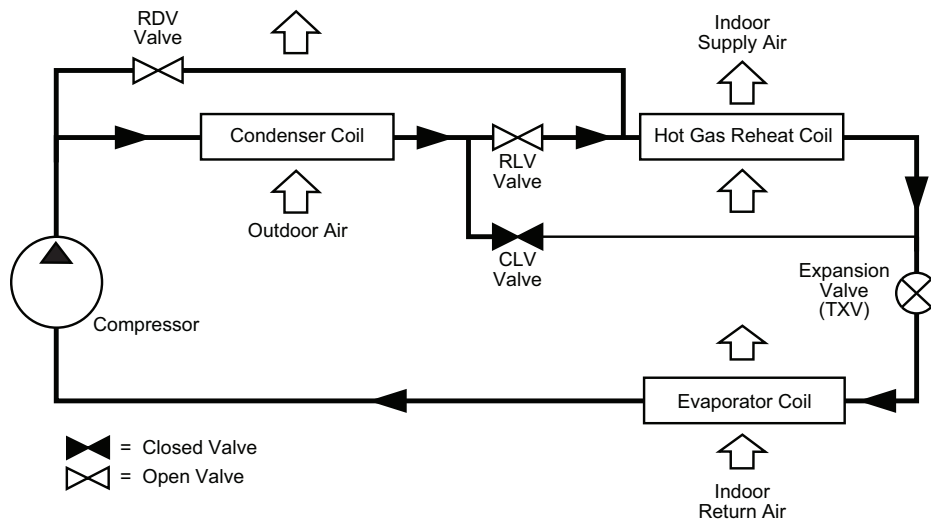 RDV
Valve
Indoor
Supply Air
Condenser Coil
Hot Gas Reheat Coil
RLV
Valve
Outdoor Air
CLV
Valve
Expansion
Valve
(TXV)
Compressor
Evaporator Coil
= Closed Valve
= Open Valve
Indoor
Return Air